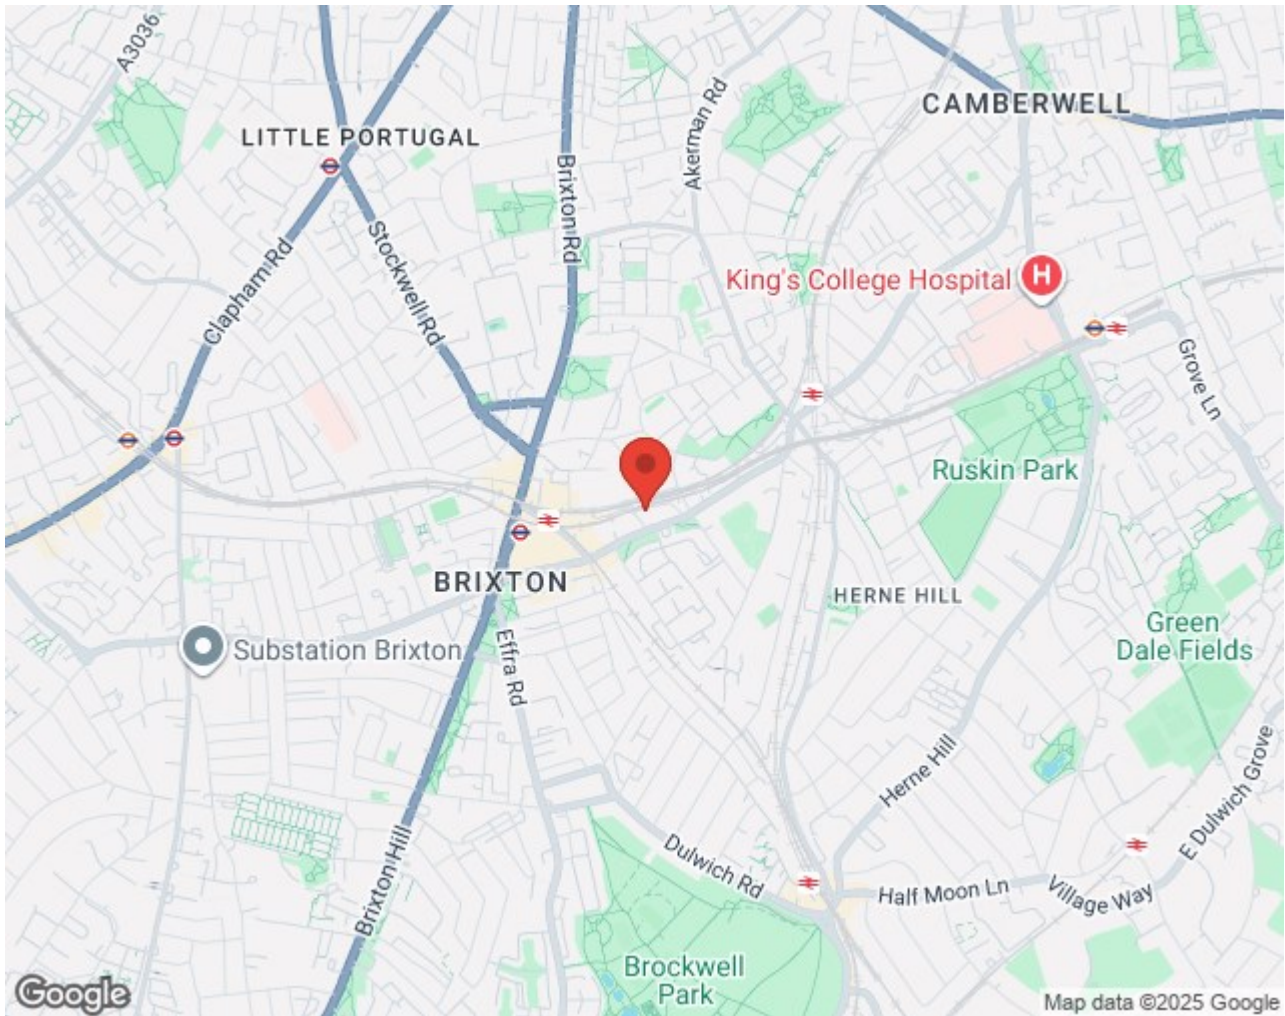 A3036
LITTLE PORTUGAL
CAMBERWELL
Akerman Rd
Brixton Rd
Stockwell Rd
Clapham Rd
King's College Hospital
H
Grove Ln
Ruskin Park
BRIXTON
HERNE HILL
Green
Dale Fields
Substation Brixton
Effra Rd
Herne Hill
E Dulwich Grove
Brixton Hill
Dulwich Rd
Half Moon Ln
Village Way
Brockwell
Park
Google
Map data ©2025 Google